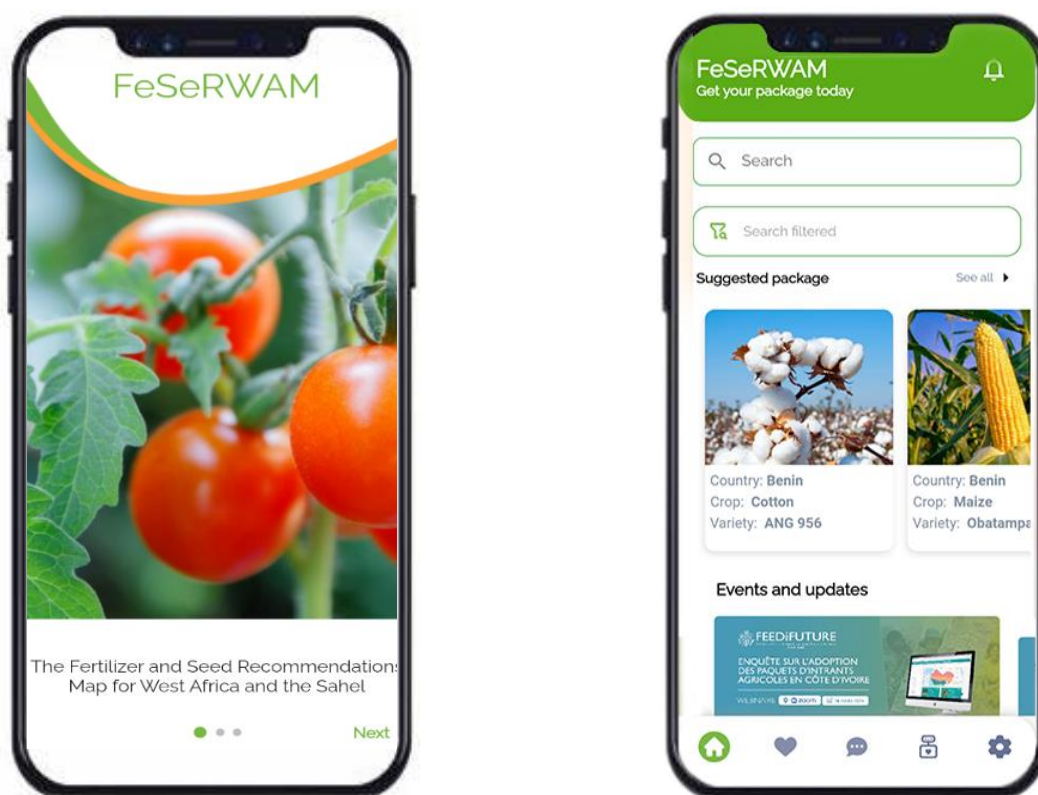 FeSeRWAM
The Fertilizer and Seed Recommendations
Map for West Africa and the Sahel
Next
FeSeRWAM
Get your package today
Search
Search filtered
Suggested package
See all
Country: Benin
Crop: Cotton
Variety: ANG 956
Country: Benin
Crop: Maize
Variety: Obatampa
Events and updates
FEEDiFUTURE
ENQUÊTE SUR L'ADOPTION
DES PAQUETS D'INTRANTS
AGRICOLES EN CÔTE D'IVOIRE
WEBINAIRE zoom